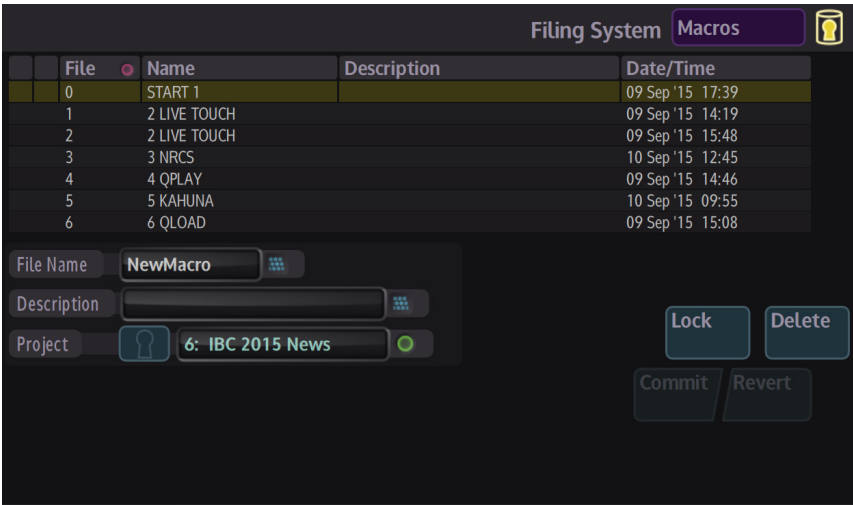 Filing System Macros
File Name Description Date/Time
0 START 1 09 Sep '15 17:39
1 2 LIVE TOUCH 09 Sep '15 14:19
2 2 LIVE TOUCH 09 Sep '15 15:48
3 3 NRCS 10 Sep '15 12:45
4 4 QPLAY 09 Sep '15 14:46
5 5 KAHUNA 10 Sep '15 09:55
6 6 QLOAD 09 Sep '15 15:08
File Name NewMacro
Description
Project 6: IBC 2015 News
Lock Delete
Commit Revert